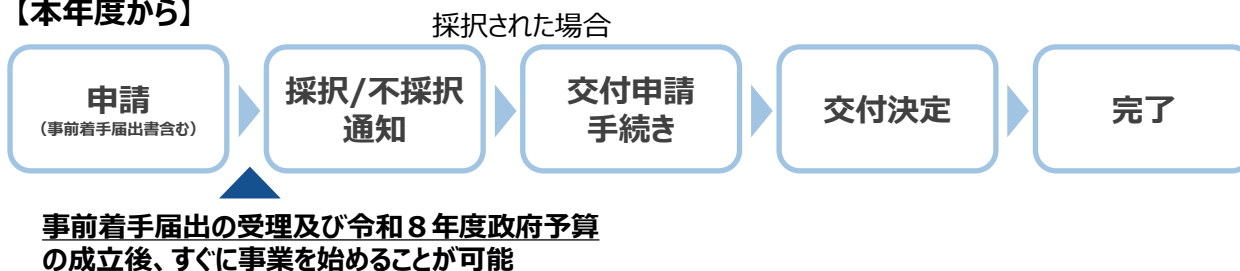 【本年度から】
採択された場合
申請
（事前着手届出書含む）
採択/不採択
通知
交付申請
手続き
交付決定
完了
事前着手届出の受理及び令和８年度政府予算
の成立後、すぐに事業を始めることが可能